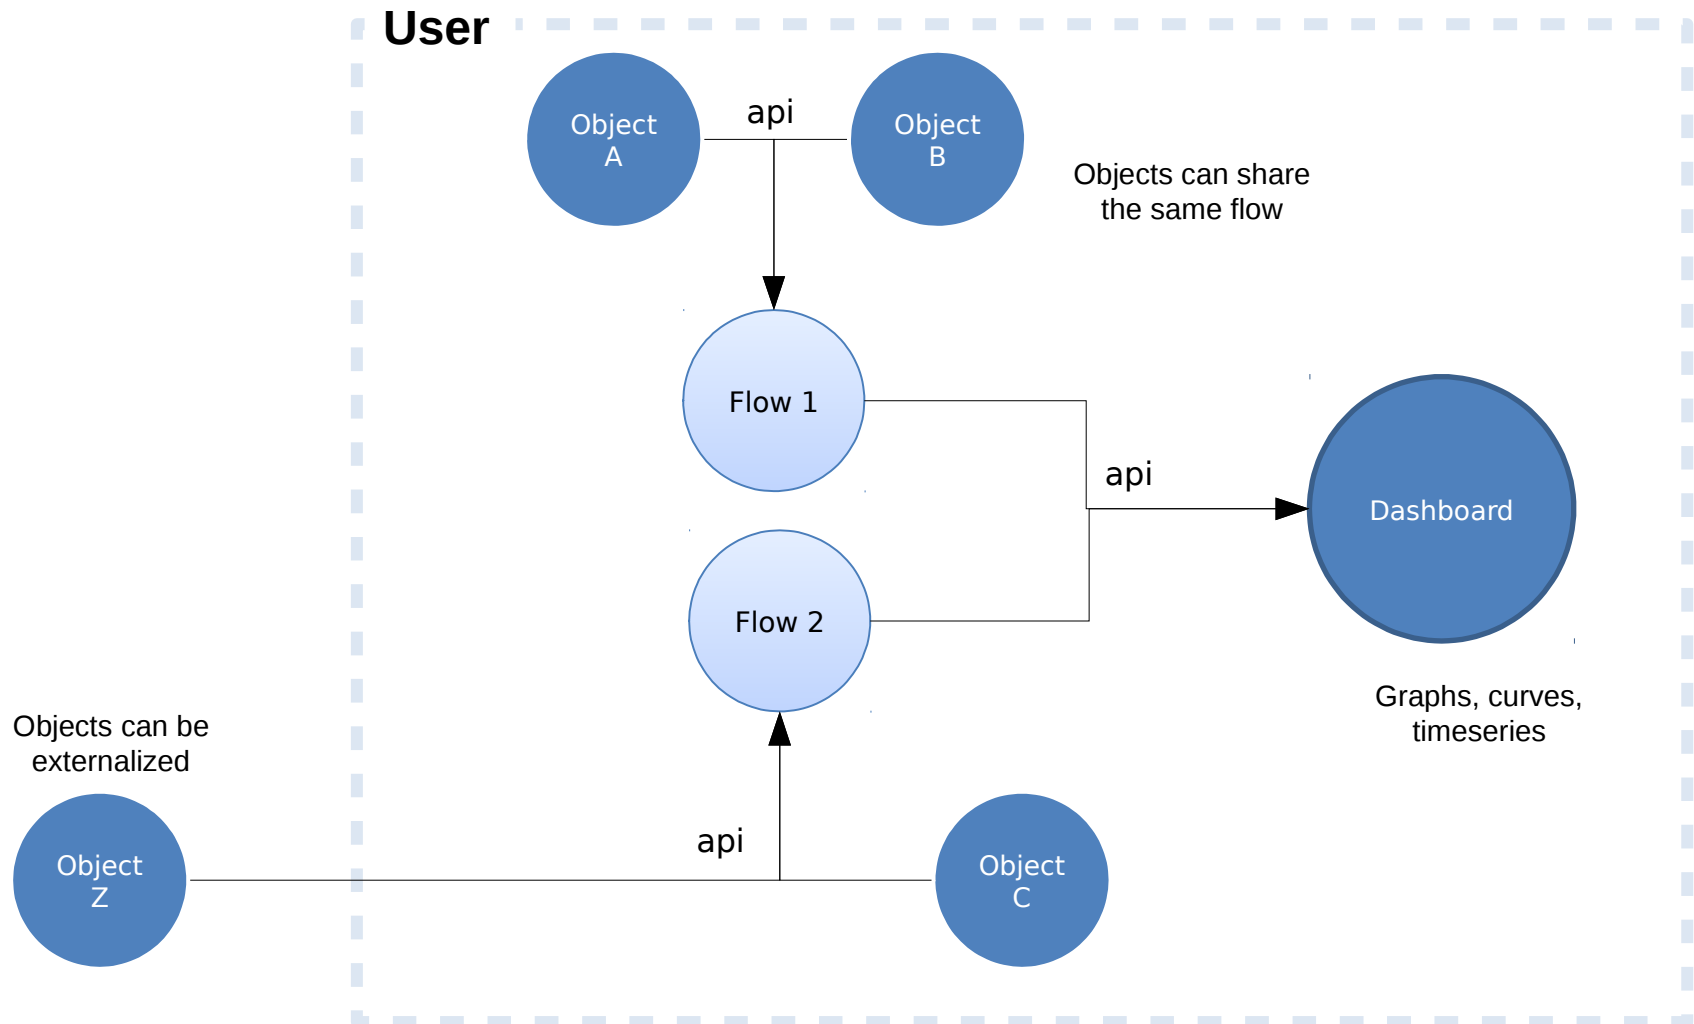 User
Object
A
api
Object
B
Objects can share
the same flow
Flow 1
api
Dashboard
Flow 2
Graphs, curves,
timeseries
Objects can be
externalized
Object
Z
api
Object
C